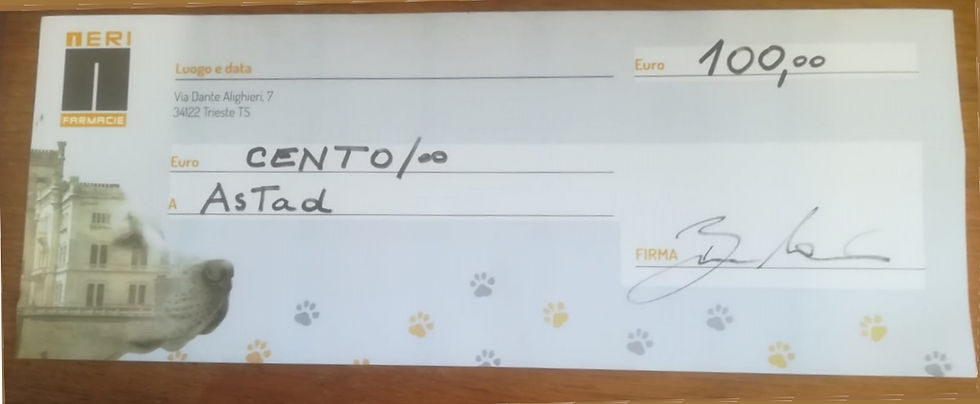 NERI
FARMACIE
Luogo e data
Euro 100,00
Via Dante Alighieri, 7
34122 Trieste TS
Euro CENTO/00
A AsTad
FIRMA